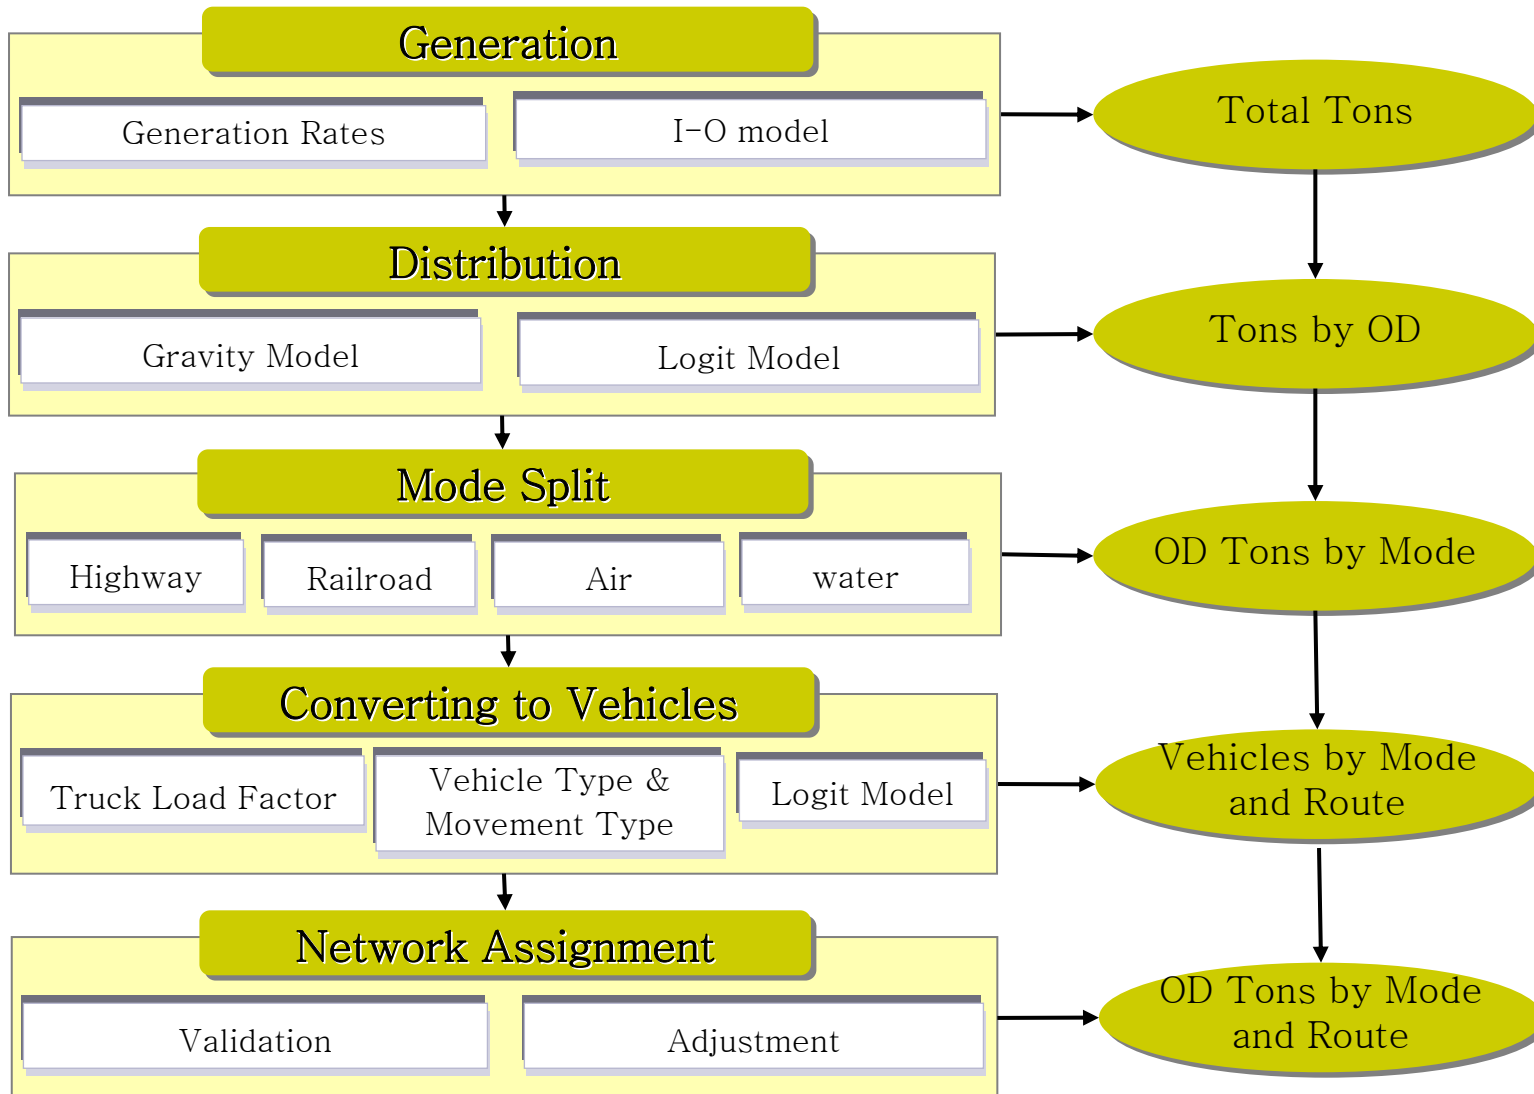 Generation
Generation Rates
I-O model
Total Tons
Distribution
Gravity Model
Logit Model
Tons by OD
Mode Split
Highway
Railroad
Air
water
OD Tons by Mode
Converting to Vehicles
Truck Load Factor
Vehicle Type &
Movement Type
Logit Model
Vehicles by Mode
and Route
Network Assignment
Validation
Adjustment
OD Tons by Mode
and Route